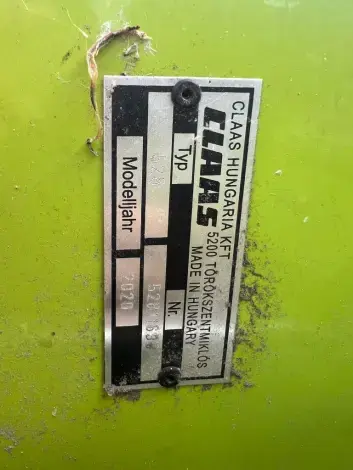 CLAAS HUNGARIA KFT
CLAAS
5200 TÖRÖKSZENTMIKLÓS
MADE IN HUNGARY
Typ
Nr.
Modelljahr
2020